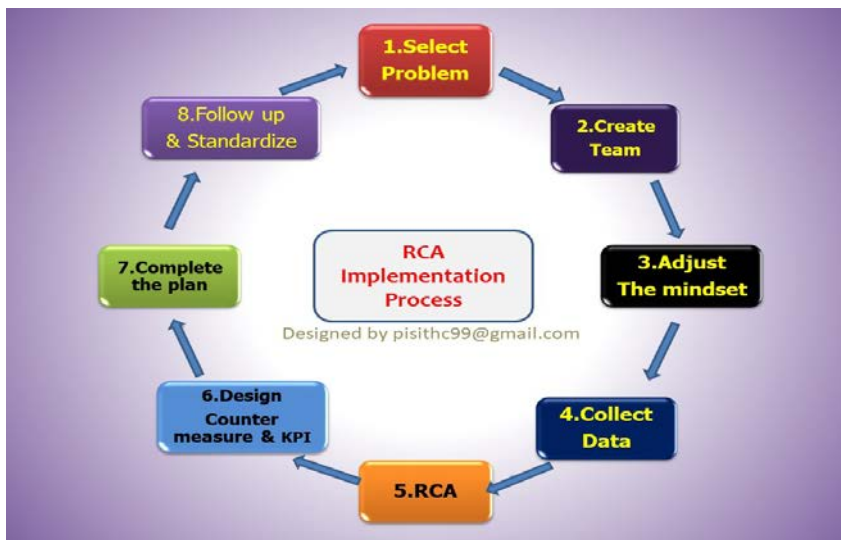 1.Select
Problem
2.Create
Team
3.Adjust
The mindset
4.Collect
Data
5.RCA
6.Design
Counter
measure & KPI
7.Complete
the plan
8.Follow up
& Standardize
RCA
Implementation
Process
Designed by pisithc99@gmail.com